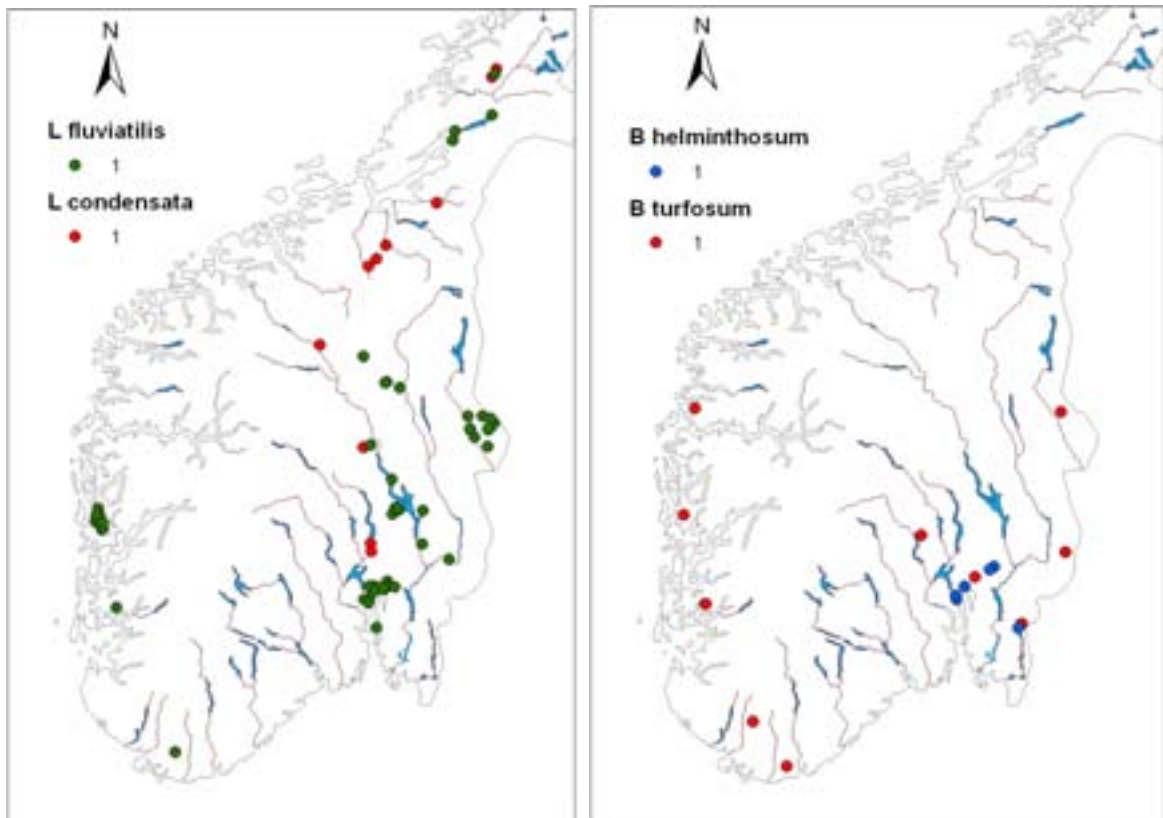 N
L fluviatilis
1
L condensata
1
N
B helminthosum
1
B turfosum
1